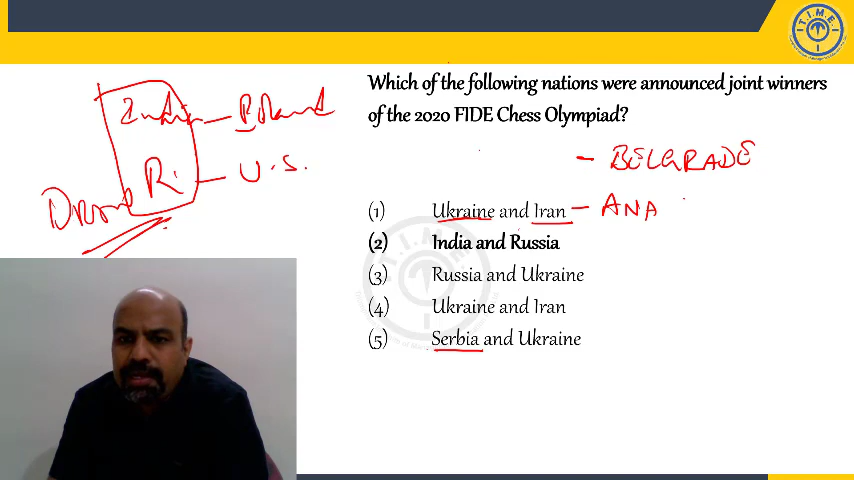 T.I.M.E.
Which of the following nations were announced joint winners
of the 2020 FIDE Chess Olympiad?
India — Poland
Ri — U.S.
— BELGRADE
(1) Ukraine and Iran — ANA
(2) India and Russia
(3) Russia and Ukraine
(4) Ukraine and Iran
(5) Serbia and Ukraine